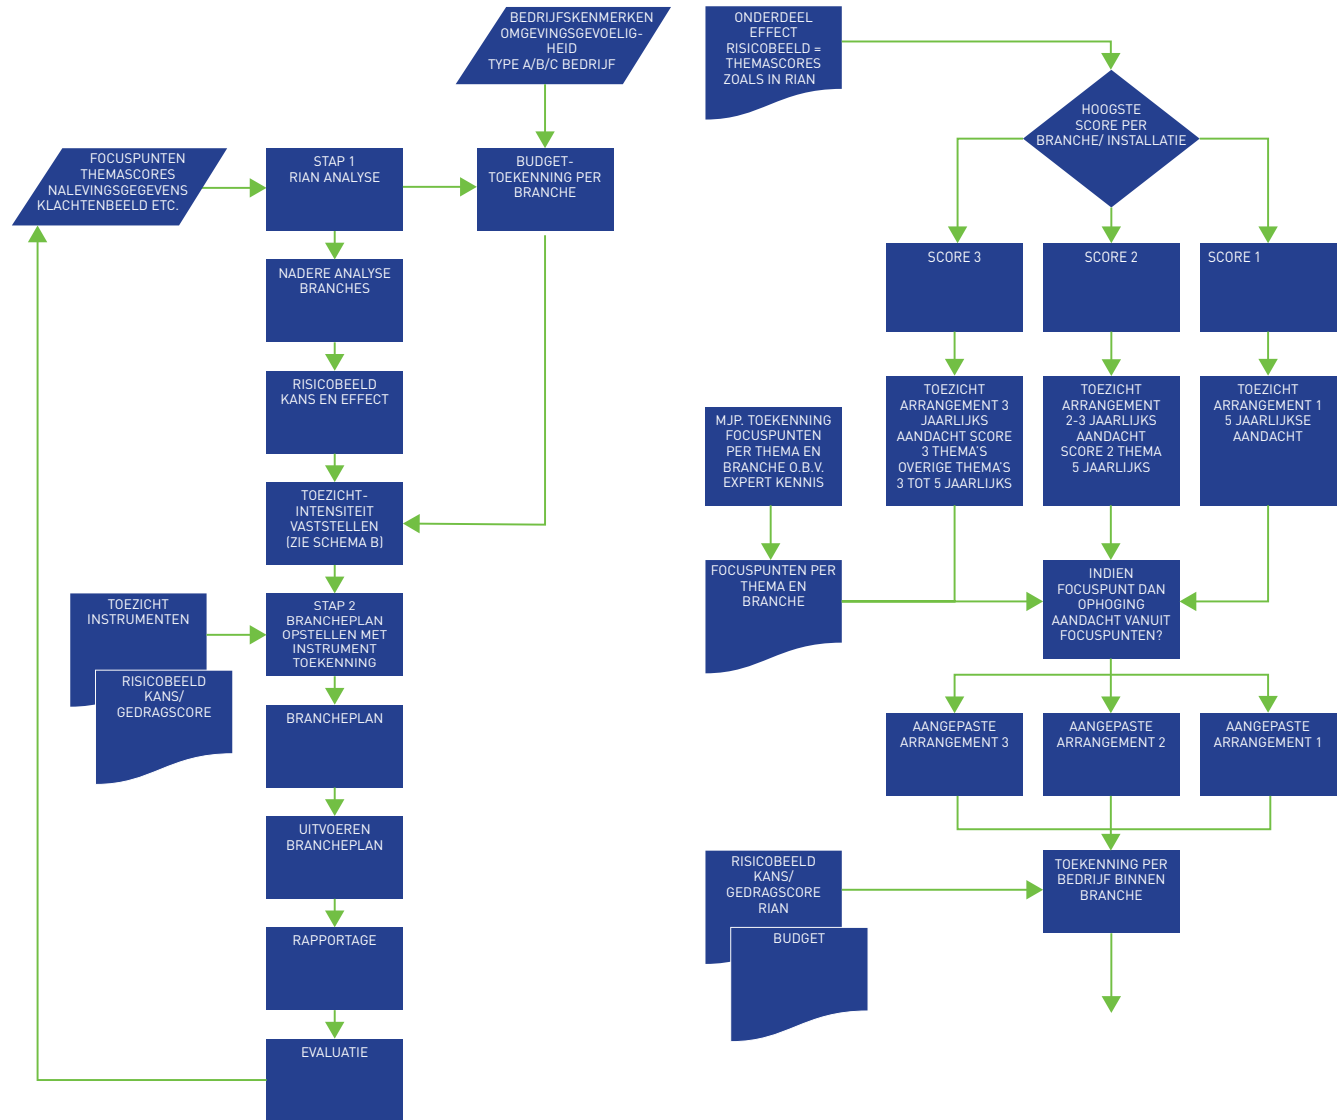 BEDRIJFSKENMERKEN
OMGEVINGSGEVOELIG-
HEID
TYPE A/B/C BEDRIJF
FOCUSPUNTEN
THEMASCORES
NALEVINGSGEGEVENS
KLACHTENBEELD ETC.
STAP 1
RIAN ANALYSE
BUDGET-
TOEKENNING PER
BRANCHE
NADERE ANALYSE
BRANCHES
RISICOBEELD
KANS EN EFFECT
TOEZICHT-
INTENSITEIT
VASTSTELLEN
(ZIE SCHEMA B)
TOEZICHT
INSTRUMENTEN
RISICOBEELD
KANS/
GEDRAGSCORE
STAP 2
BRANCHEPLAN
OPSTELLEN MET
INSTRUMENT
TOEKENNING
BRANCHEPLAN
UITVOEREN
BRANCHEPLAN
RAPPORTAGE
EVALUATIE
ONDERDEEL
EFFECT
RISICOBEELD =
THEMASCORES
ZOALS IN RIAN
HOOGSTE
SCORE PER
BRANCHE/ INSTALLATIE
SCORE 3
SCORE 2
SCORE 1
TOEZICHT
ARRANGEMENT 3
JAARLIJKS
AANDACHT SCORE
3 THEMA'S
OVERIGE THEMA'S
3 TOT 5 JAARLIJKS
TOEZICHT
ARRANGEMENT
2-3 JAARLIJKS
AANDACHT
SCORE 2 THEMA
5 JAARLIJKS
TOEZICHT
ARRANGEMENT 1
5 JAARLIJKSE
AANDACHT
MJP. TOEKENNING
FOCUSPUNTEN
PER THEMA EN
BRANCHE O.B.V.
EXPERT KENNIS
FOCUSPUNTEN PER
THEMA EN
BRANCHE
INDIEN
FOCUSPUNT DAN
OPHOGING
AANDACHT VANUIT
FOCUSPUNTEN?
AANGEPASTE
ARRANGEMENT 3
AANGEPASTE
ARRANGEMENT 2
AANGEPASTE
ARRANGEMENT 1
RISICOBEELD
KANS/
GEDRAGSCORE
RIAN
BUDGET
TOEKENNING PER
BEDRIJF BINNEN
BRANCHE